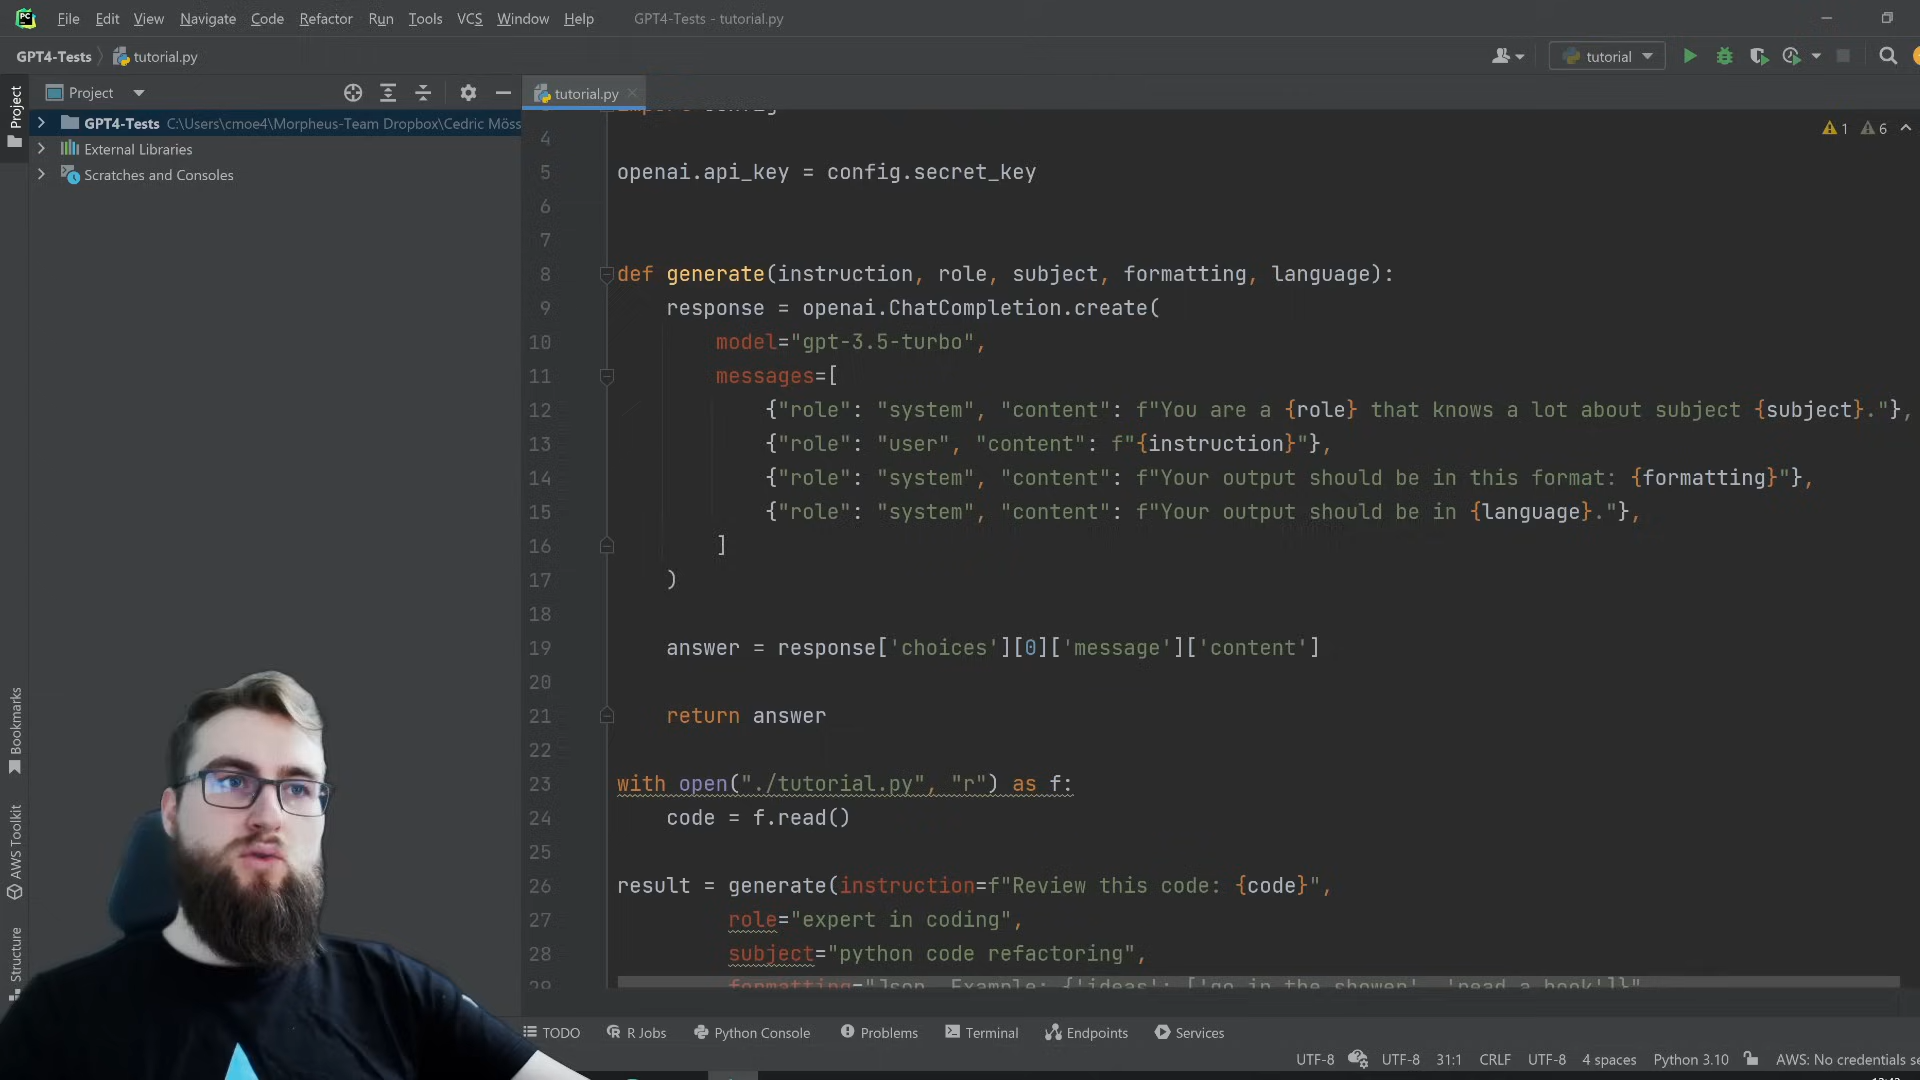 PC
File Edit View Navigate Code Refactor Run Tools VCS Window Help GPT4-Tests - tutorial.py
GPT4-Tests tutorial.py
tutorial
Project
Project
tutorial.py
GPT4-Tests C:\Users\cmoe4\Morpheus-Team Dropbox\Cedric Möss
External Libraries
Scratches and Consoles
1 6
4
5 openai.api_key = config.secret_key
6
7
8 def generate(instruction, role, subject, formatting, language):
9 response = openai.ChatCompletion.create(
10 model="gpt-3.5-turbo",
11 messages=[
12 {"role": "system", "content": f"You are a {role} that knows a lot about subject {subject}."},
13 {"role": "user", "content": f"{instruction}"},
14 {"role": "system", "content": f"Your output should be in this format: {formatting}"},
15 {"role": "system", "content": f"Your output should be in {language}."},
16 ]
17 )
18
19 answer = response['choices'][0]['message']['content']
20
21 return answer
22
23 with open("./tutorial.py", "r") as f:
24 code = f.read()
25
26 result = generate(instruction=f"Review this code: {code}",
27 role="expert in coding",
28 subject="python code refactoring",
29 formatting="Json. Example: {'ideas': ['go in the shower', 'read a book']}"
Bookmarks
AWS Toolkit
Structure
TODO R Jobs Python Console Problems Terminal Endpoints Services
UTF-8 UTF-8 31:1 CRLF UTF-8 4 spaces Python 3.10 AWS: No credentials se